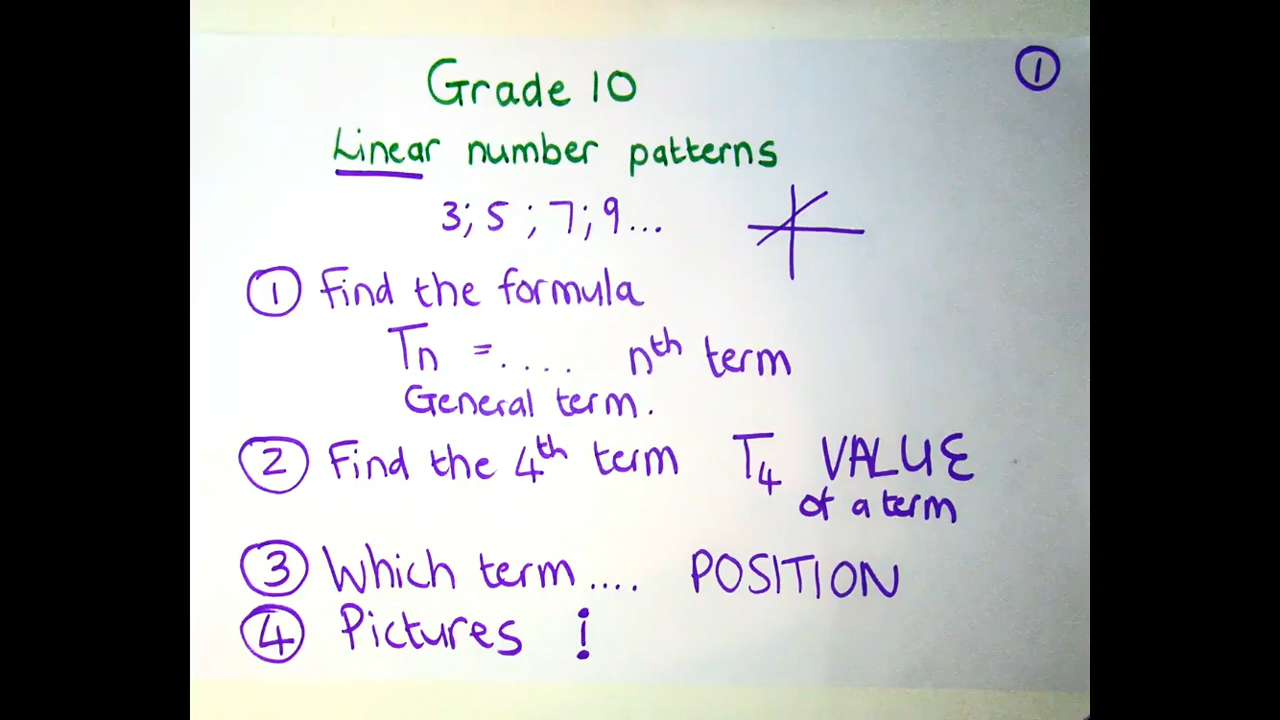 ①
Grade 10
Linear number patterns
3; 5 ; 7; 9...
① Find the formula
Tn = .... nth term
General term.
② Find the 4th term T4 VALUE
of a term
③ Which term .... POSITION
④ Pictures !